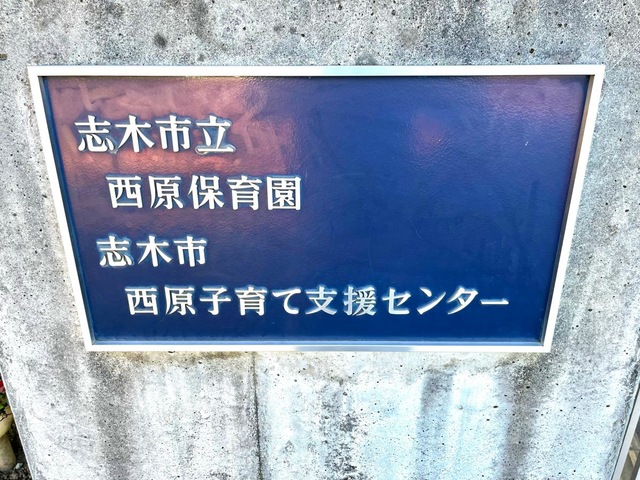 志木市立
西原保育園
志木市
西原子育て支援センター